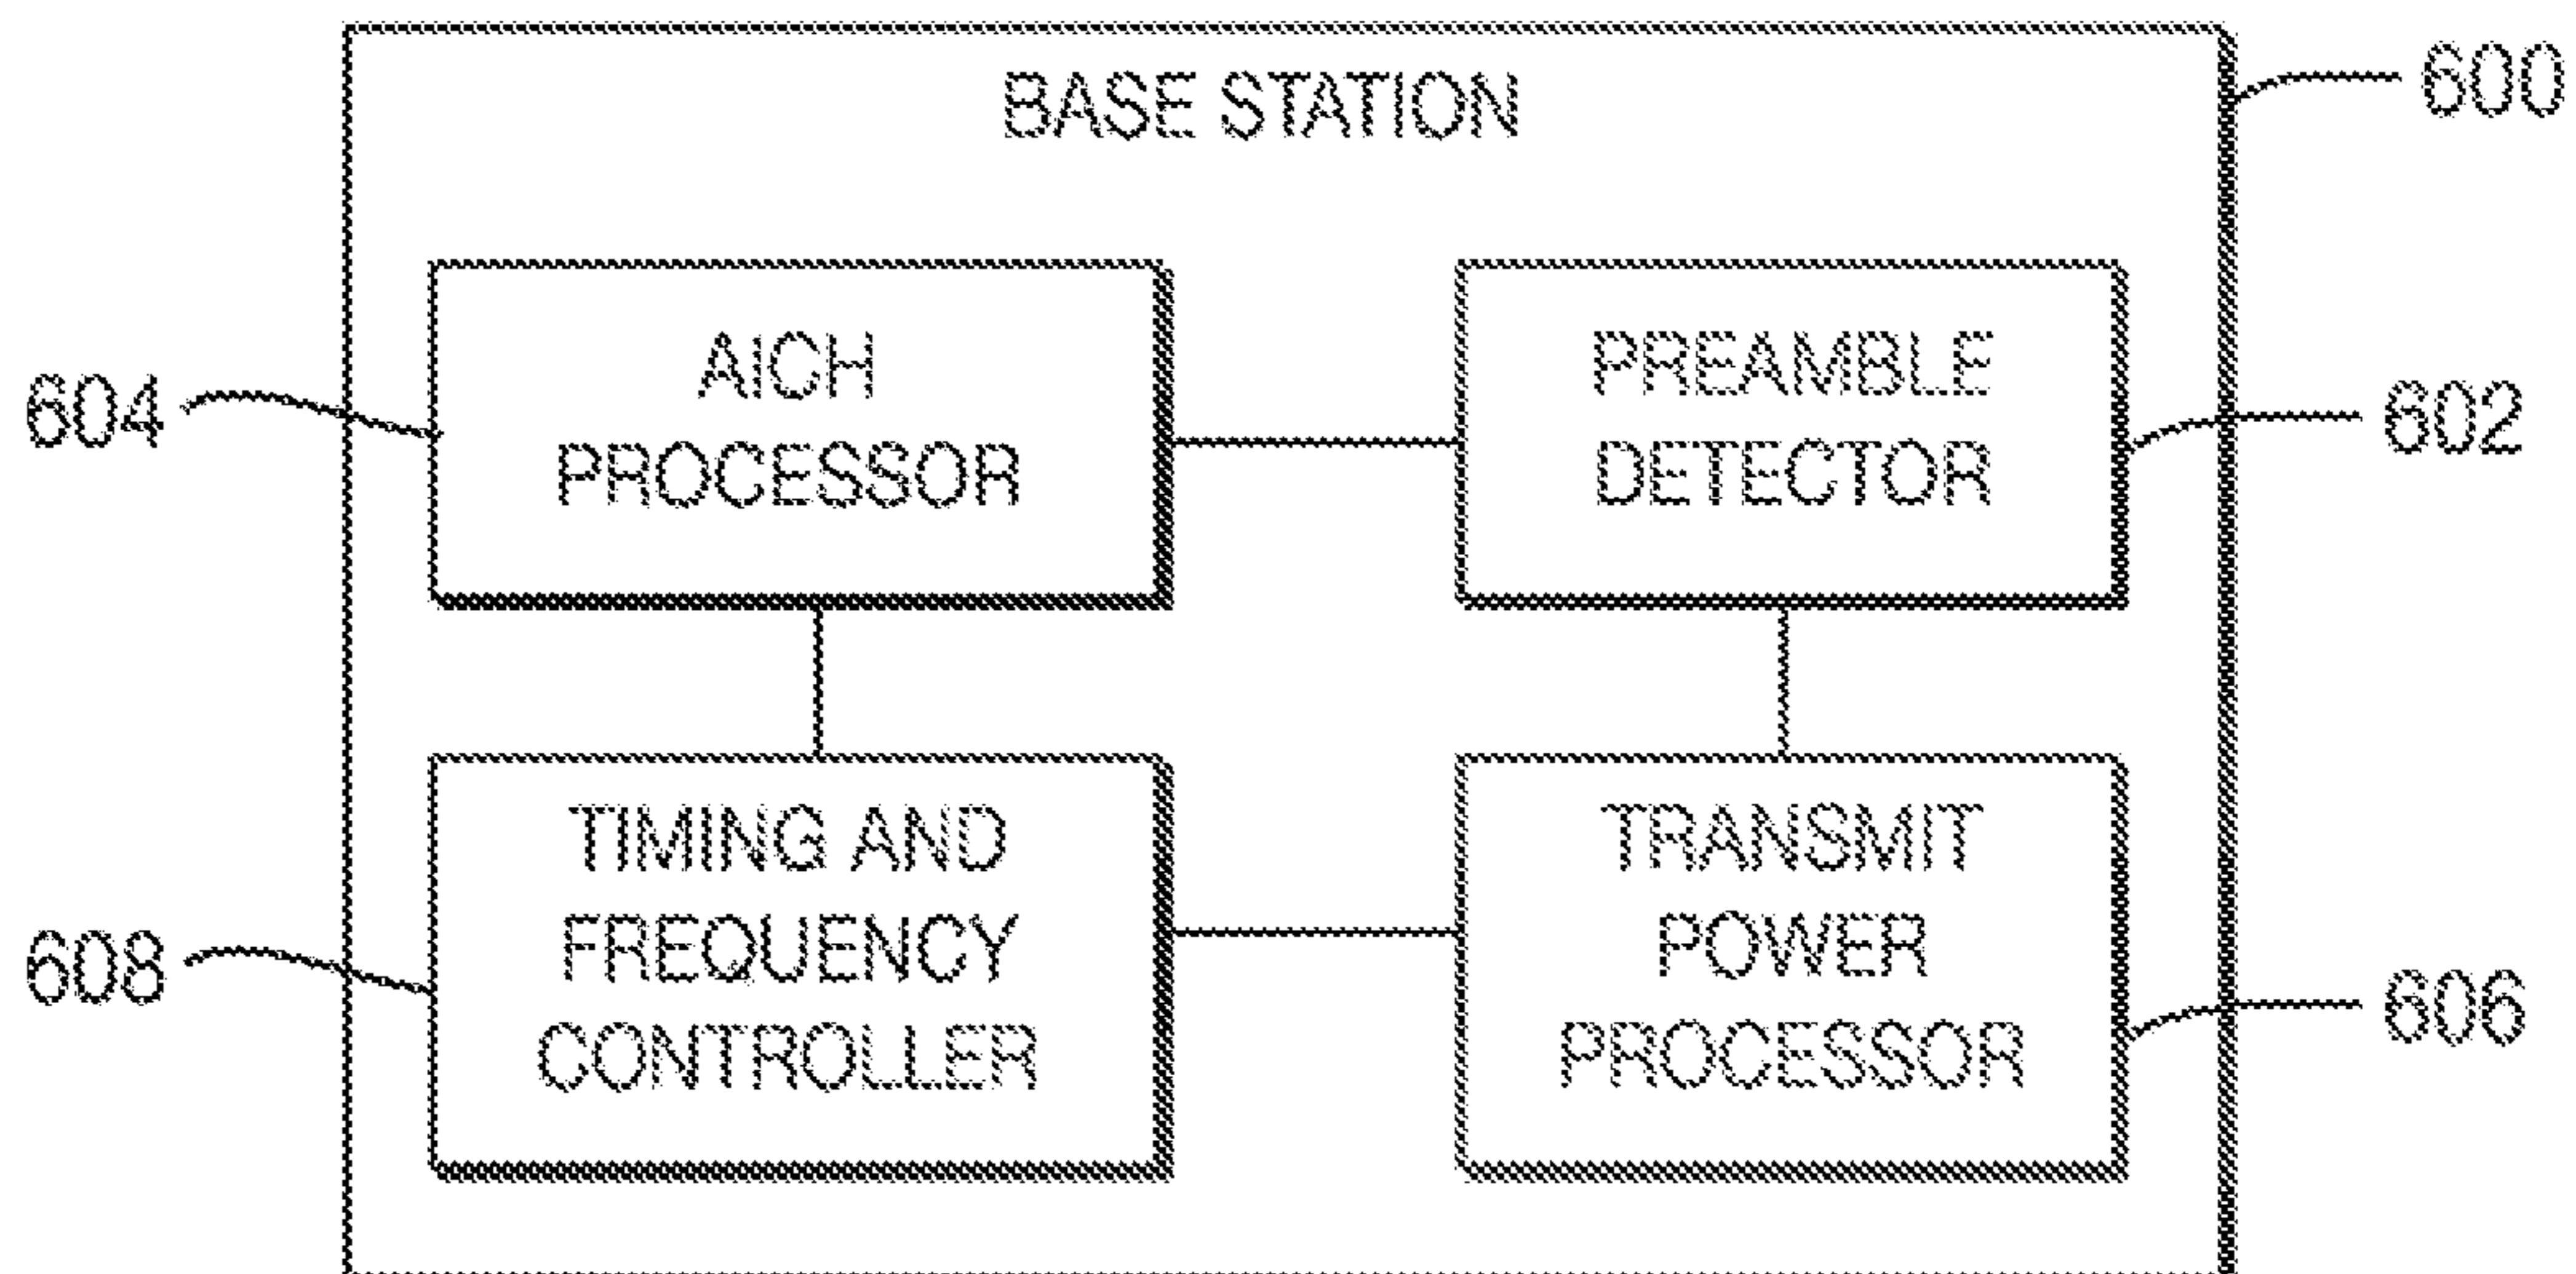 BASE STATION
600
AICH
PROCESSOR
604
PREAMBLE
DETECTOR
602
TIMING AND
FREQUENCY
CONTROLLER
608
TRANSMIT
POWER
PROCESSOR
606